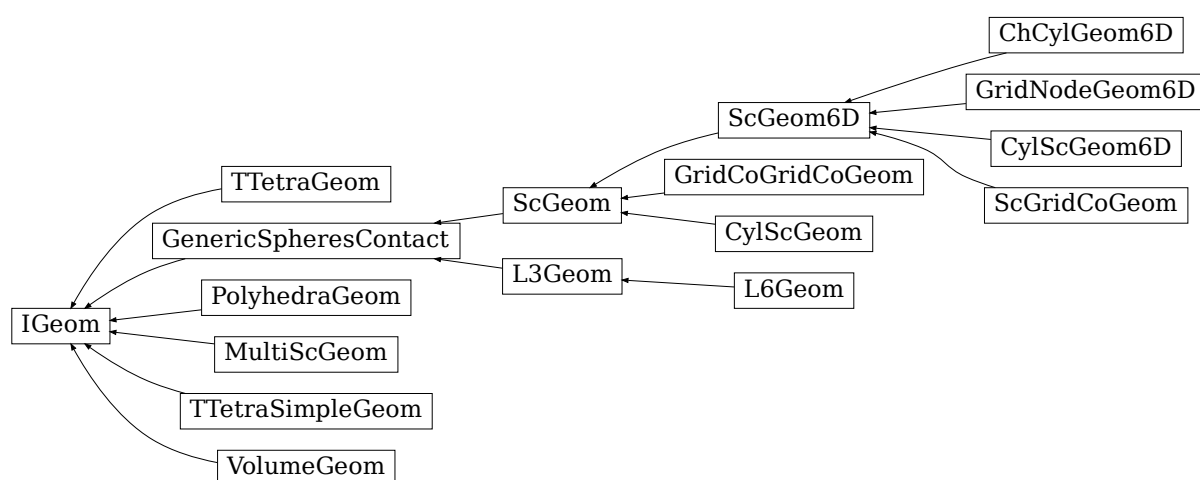 ChCylGeom6D
GridNodeGeom6D
ScGeom6D
CylScGeom6D
TTetraGeom
GridCoGridCoGeom
ScGeom
ScGridCoGeom
GenericSpheresContact
CylScGeom
L3Geom
PolyhedraGeom
L6Geom
IGeom
MultiScGeom
TTetraSimpleGeom
VolumeGeom